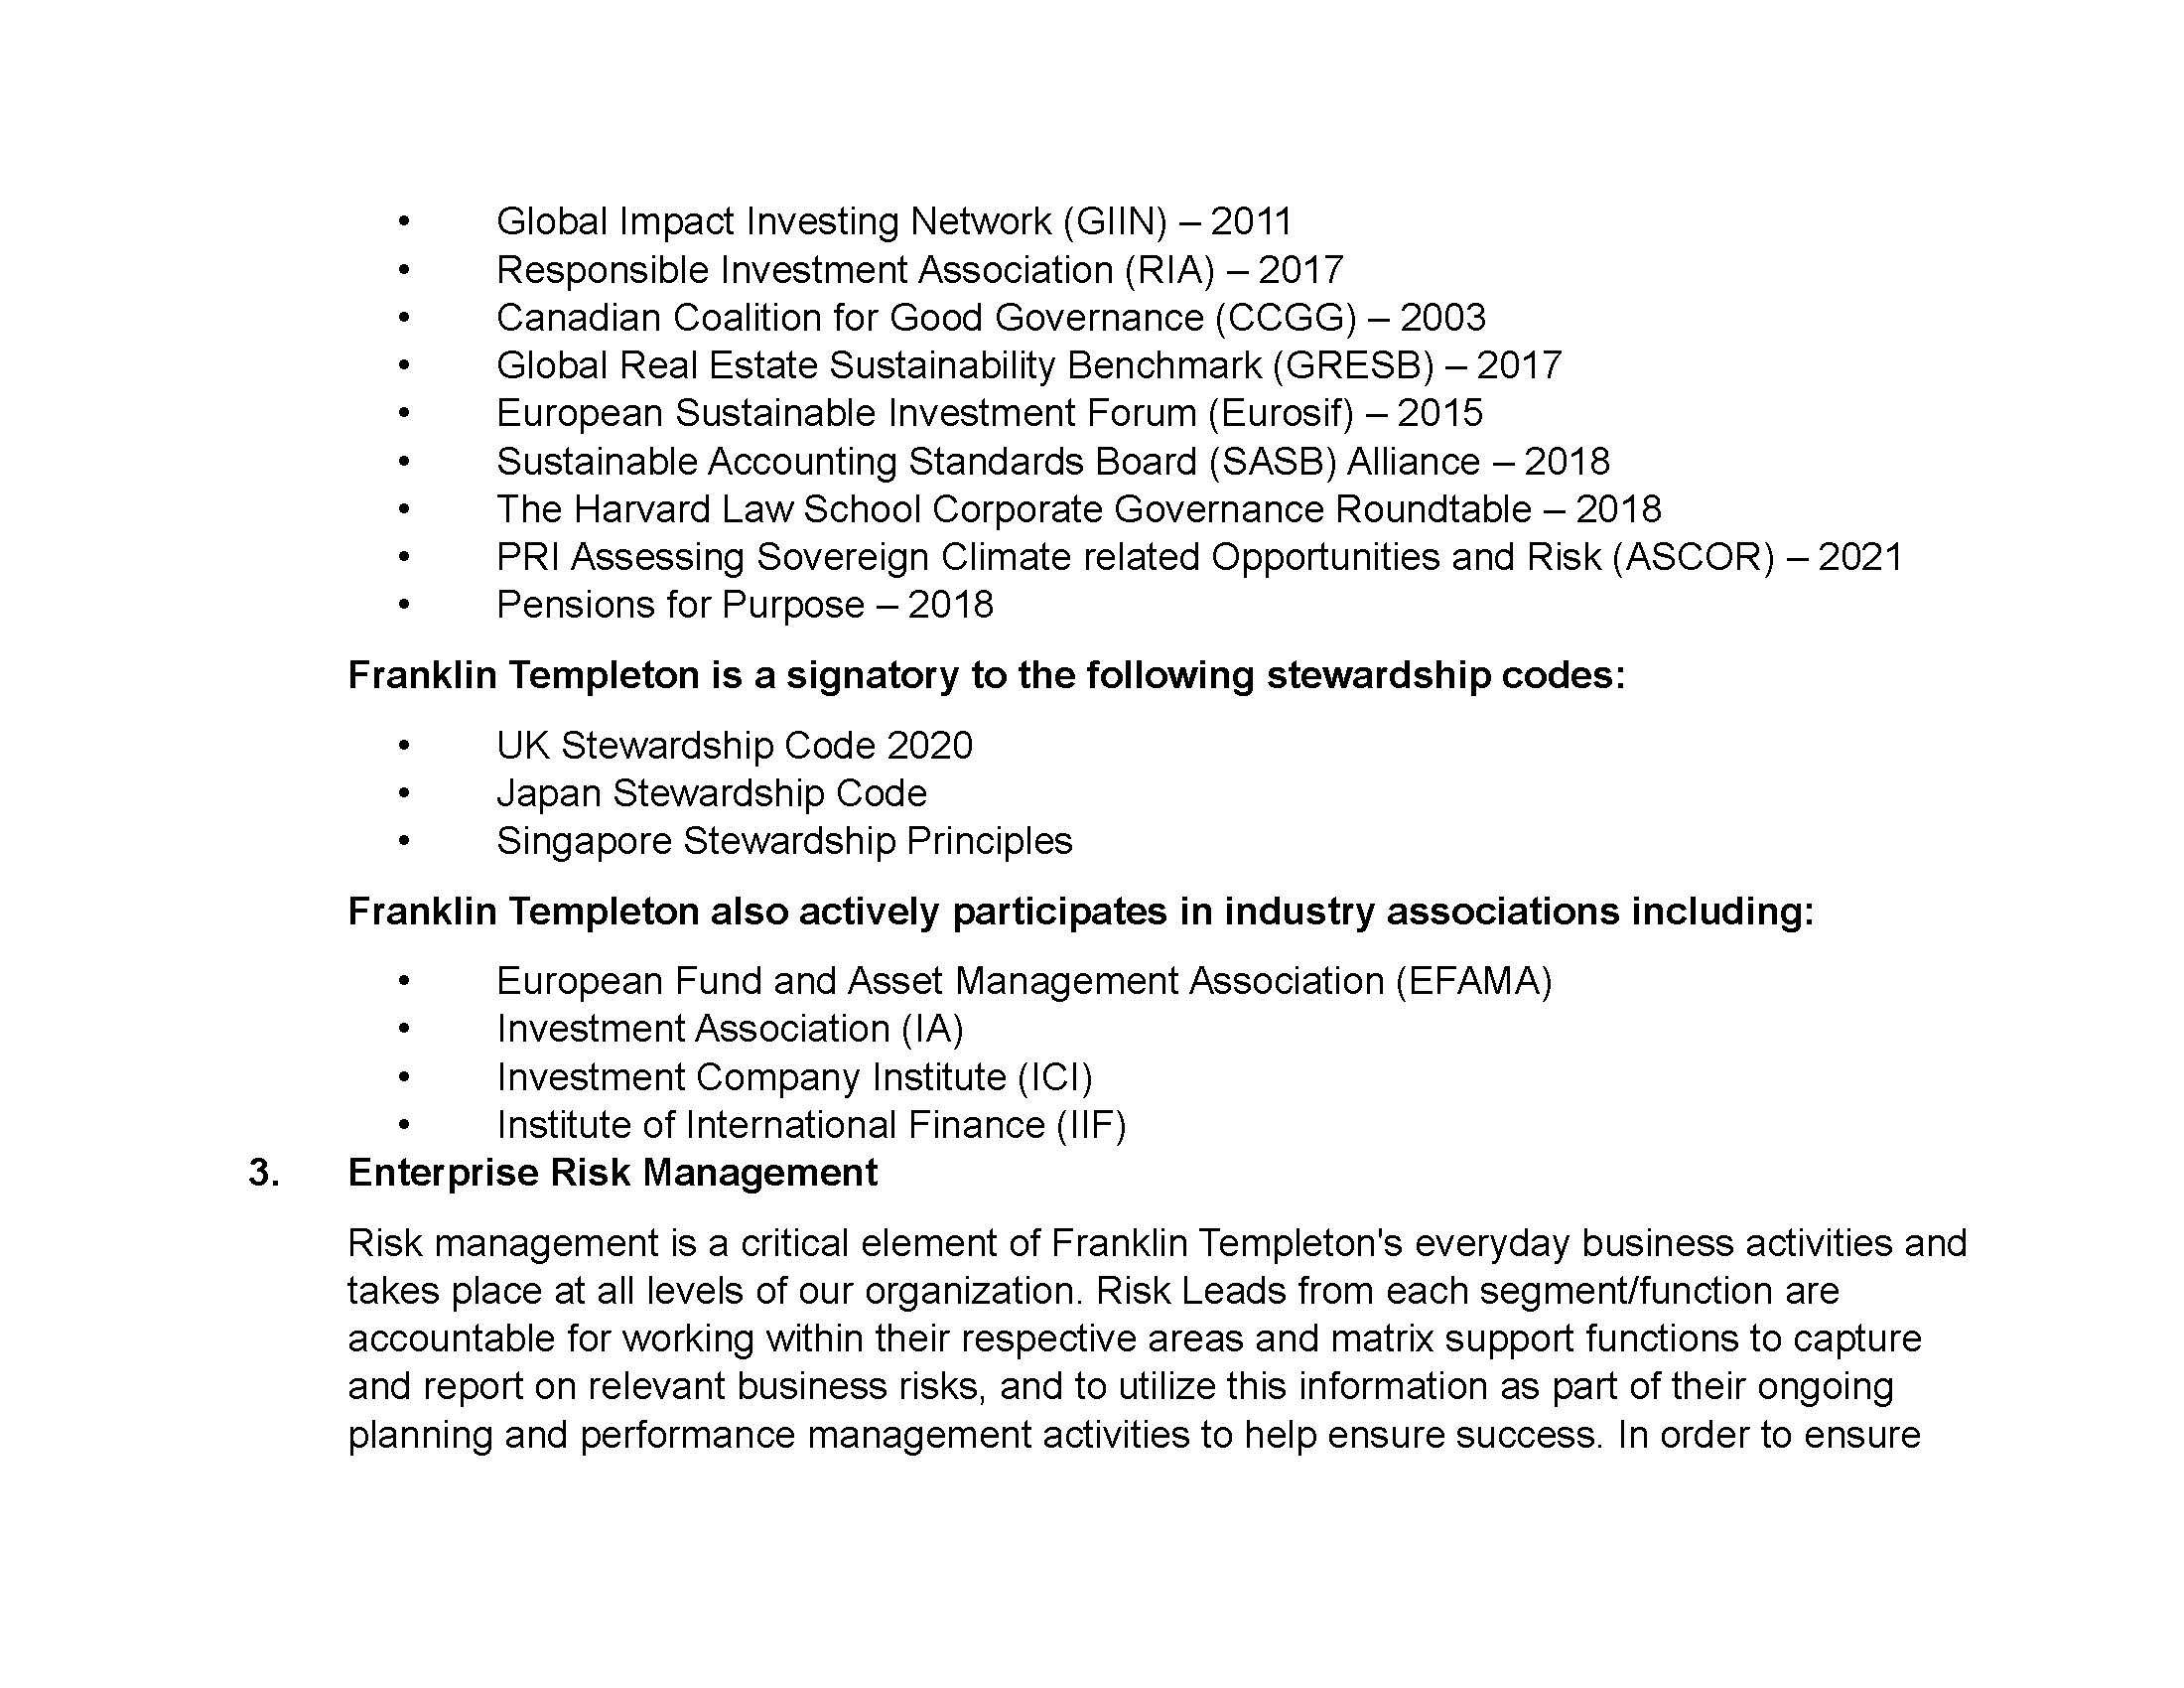 • Global Impact Investing Network (GIIN) – 2011
• Responsible Investment Association (RIA) – 2017
• Canadian Coalition for Good Governance (CCGG) – 2003
• Global Real Estate Sustainability Benchmark (GRESB) – 2017
• European Sustainable Investment Forum (Eurosif) – 2015
• Sustainable Accounting Standards Board (SASB) Alliance – 2018
• The Harvard Law School Corporate Governance Roundtable – 2018
• PRI Assessing Sovereign Climate related Opportunities and Risk (ASCOR) – 2021
• Pensions for Purpose – 2018
Franklin Templeton is a signatory to the following stewardship codes:
• UK Stewardship Code 2020
• Japan Stewardship Code
• Singapore Stewardship Principles
Franklin Templeton also actively participates in industry associations including:
• European Fund and Asset Management Association (EFAMA)
• Investment Association (IA)
• Investment Company Institute (ICI)
• Institute of International Finance (IIF)
3. Enterprise Risk Management
Risk management is a critical element of Franklin Templeton's everyday business activities and
takes place at all levels of our organization. Risk Leads from each segment/function are
accountable for working within their respective areas and matrix support functions to capture
and report on relevant business risks, and to utilize this information as part of their ongoing
planning and performance management activities to help ensure success. In order to ensure